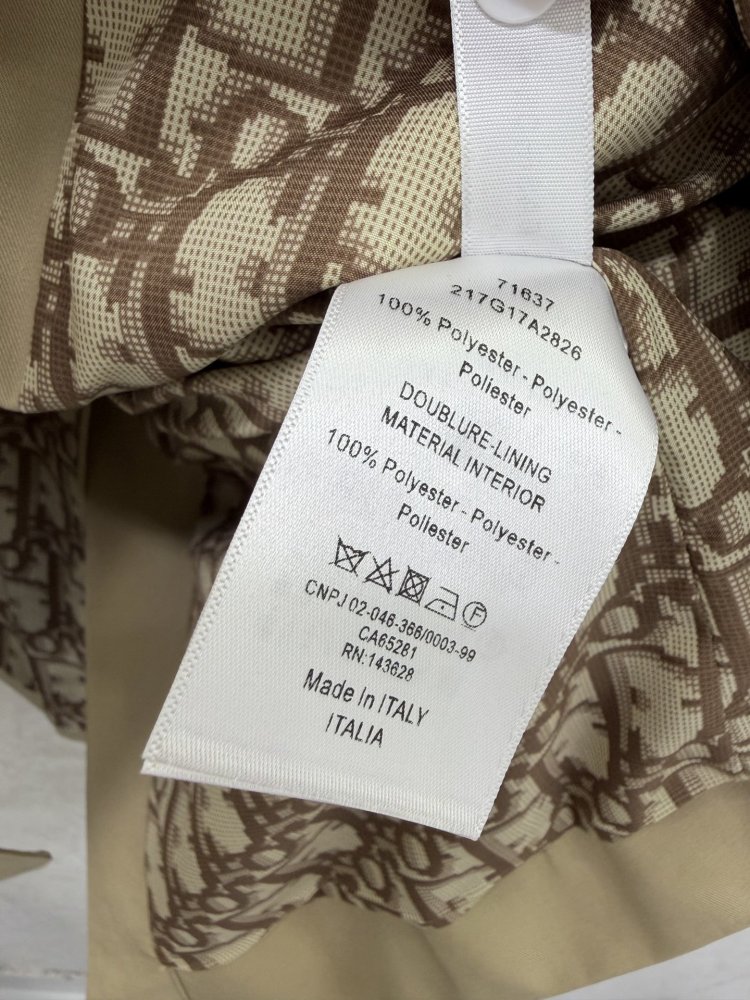 71637
217G17A2826
100% Polyester - Polyester -
Poliester
DOUBLURE-LINING
MATERIAL INTERIOR
100% Polyester - Polyester -
Poliester
F
CNPJ 02-046-366/0003-99
CA65281
RN:143628
Made In ITALY
ITALIA